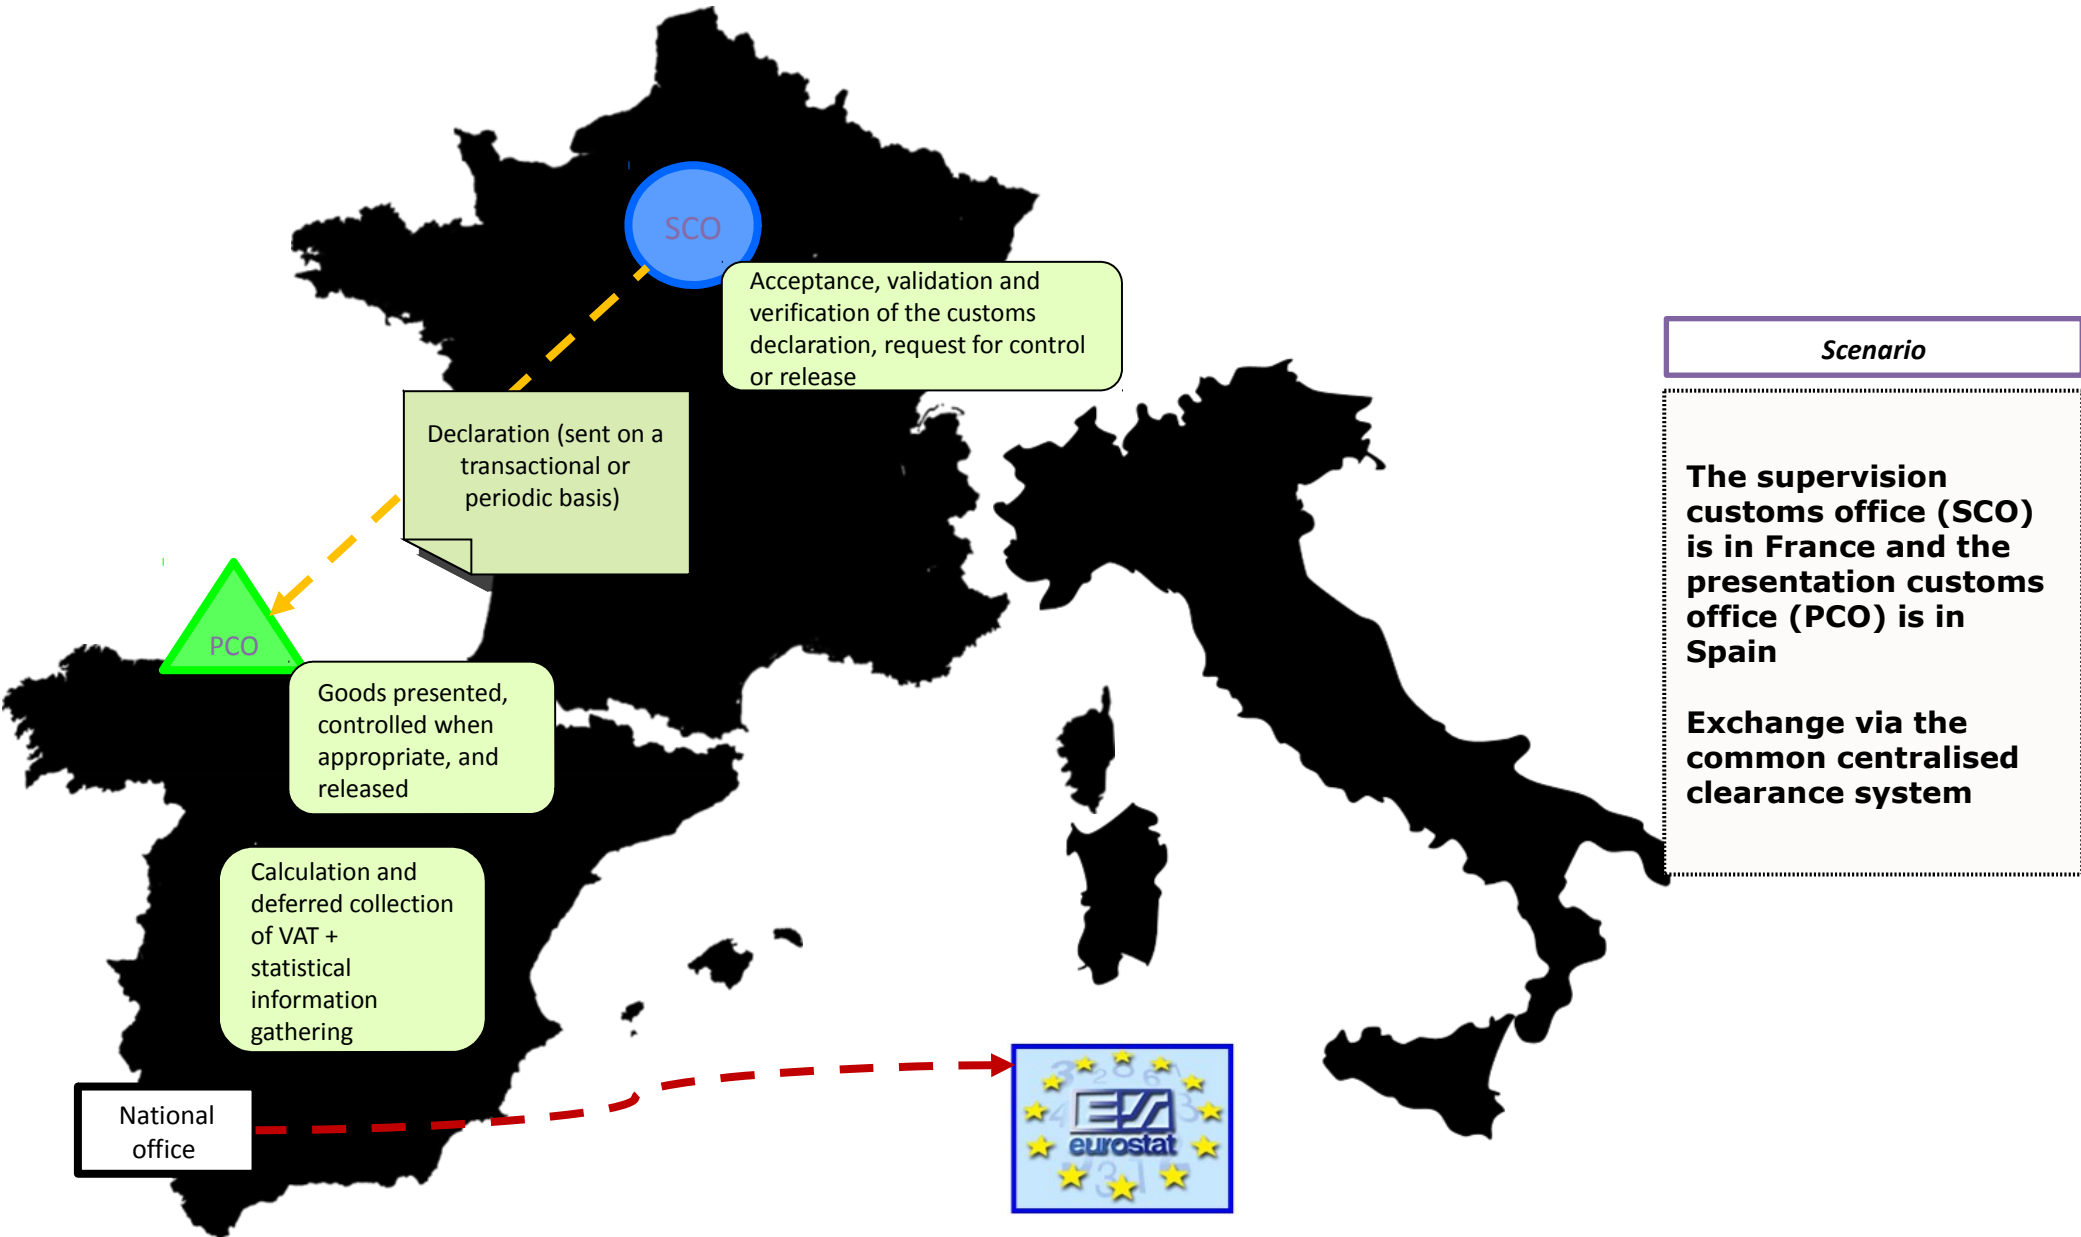 SCO
Acceptance, validation and
verification of the customs
declaration, request for control
or release
Declaration (sent on a
transactional or
periodic basis)
PCO
Goods presented,
controlled when
appropriate, and
released
Calculation and
deferred collection
of VAT +
statistical
information
gathering
National
office
eurostat
Scenario
The supervision
customs office (SCO)
is in France and the
presentation customs
office (PCO) is in
Spain
Exchange via the
common centralised
clearance system